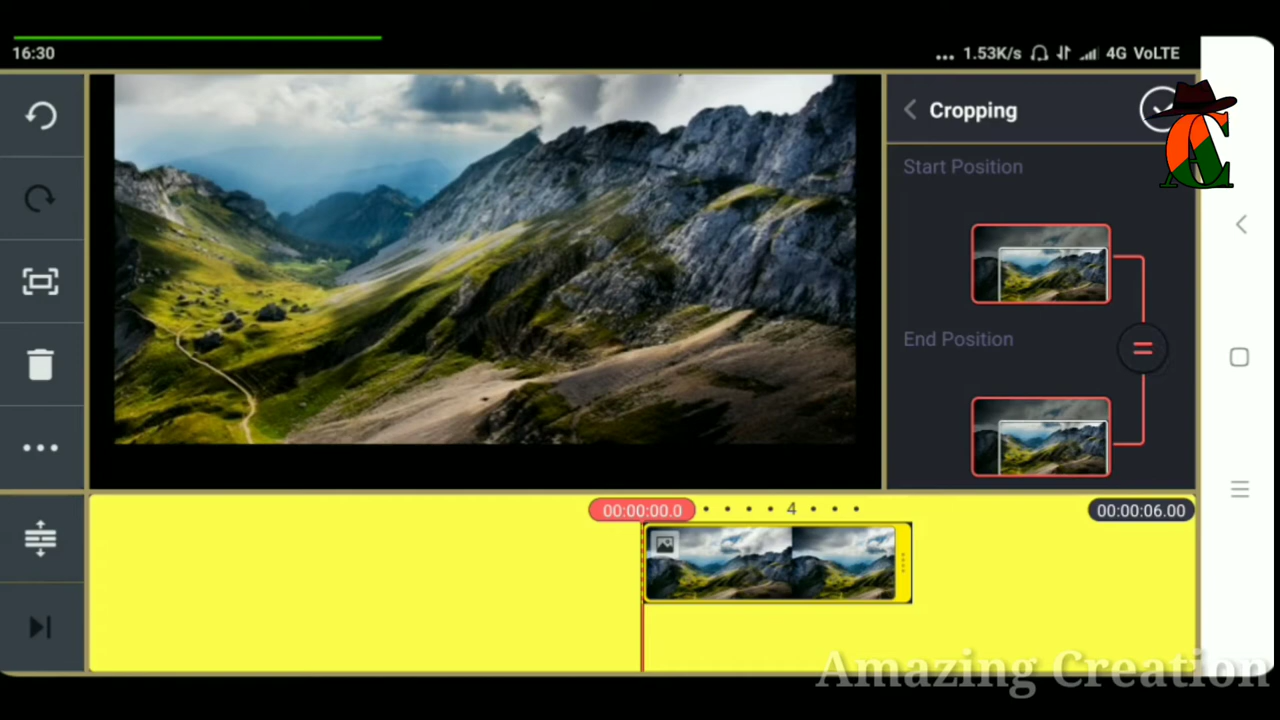 16:30
... 1.53K/s 4G VoLTE
Cropping
Start Position
End Position
00:00:00.0
4
00:00:06.00
AC
Amazing Creation